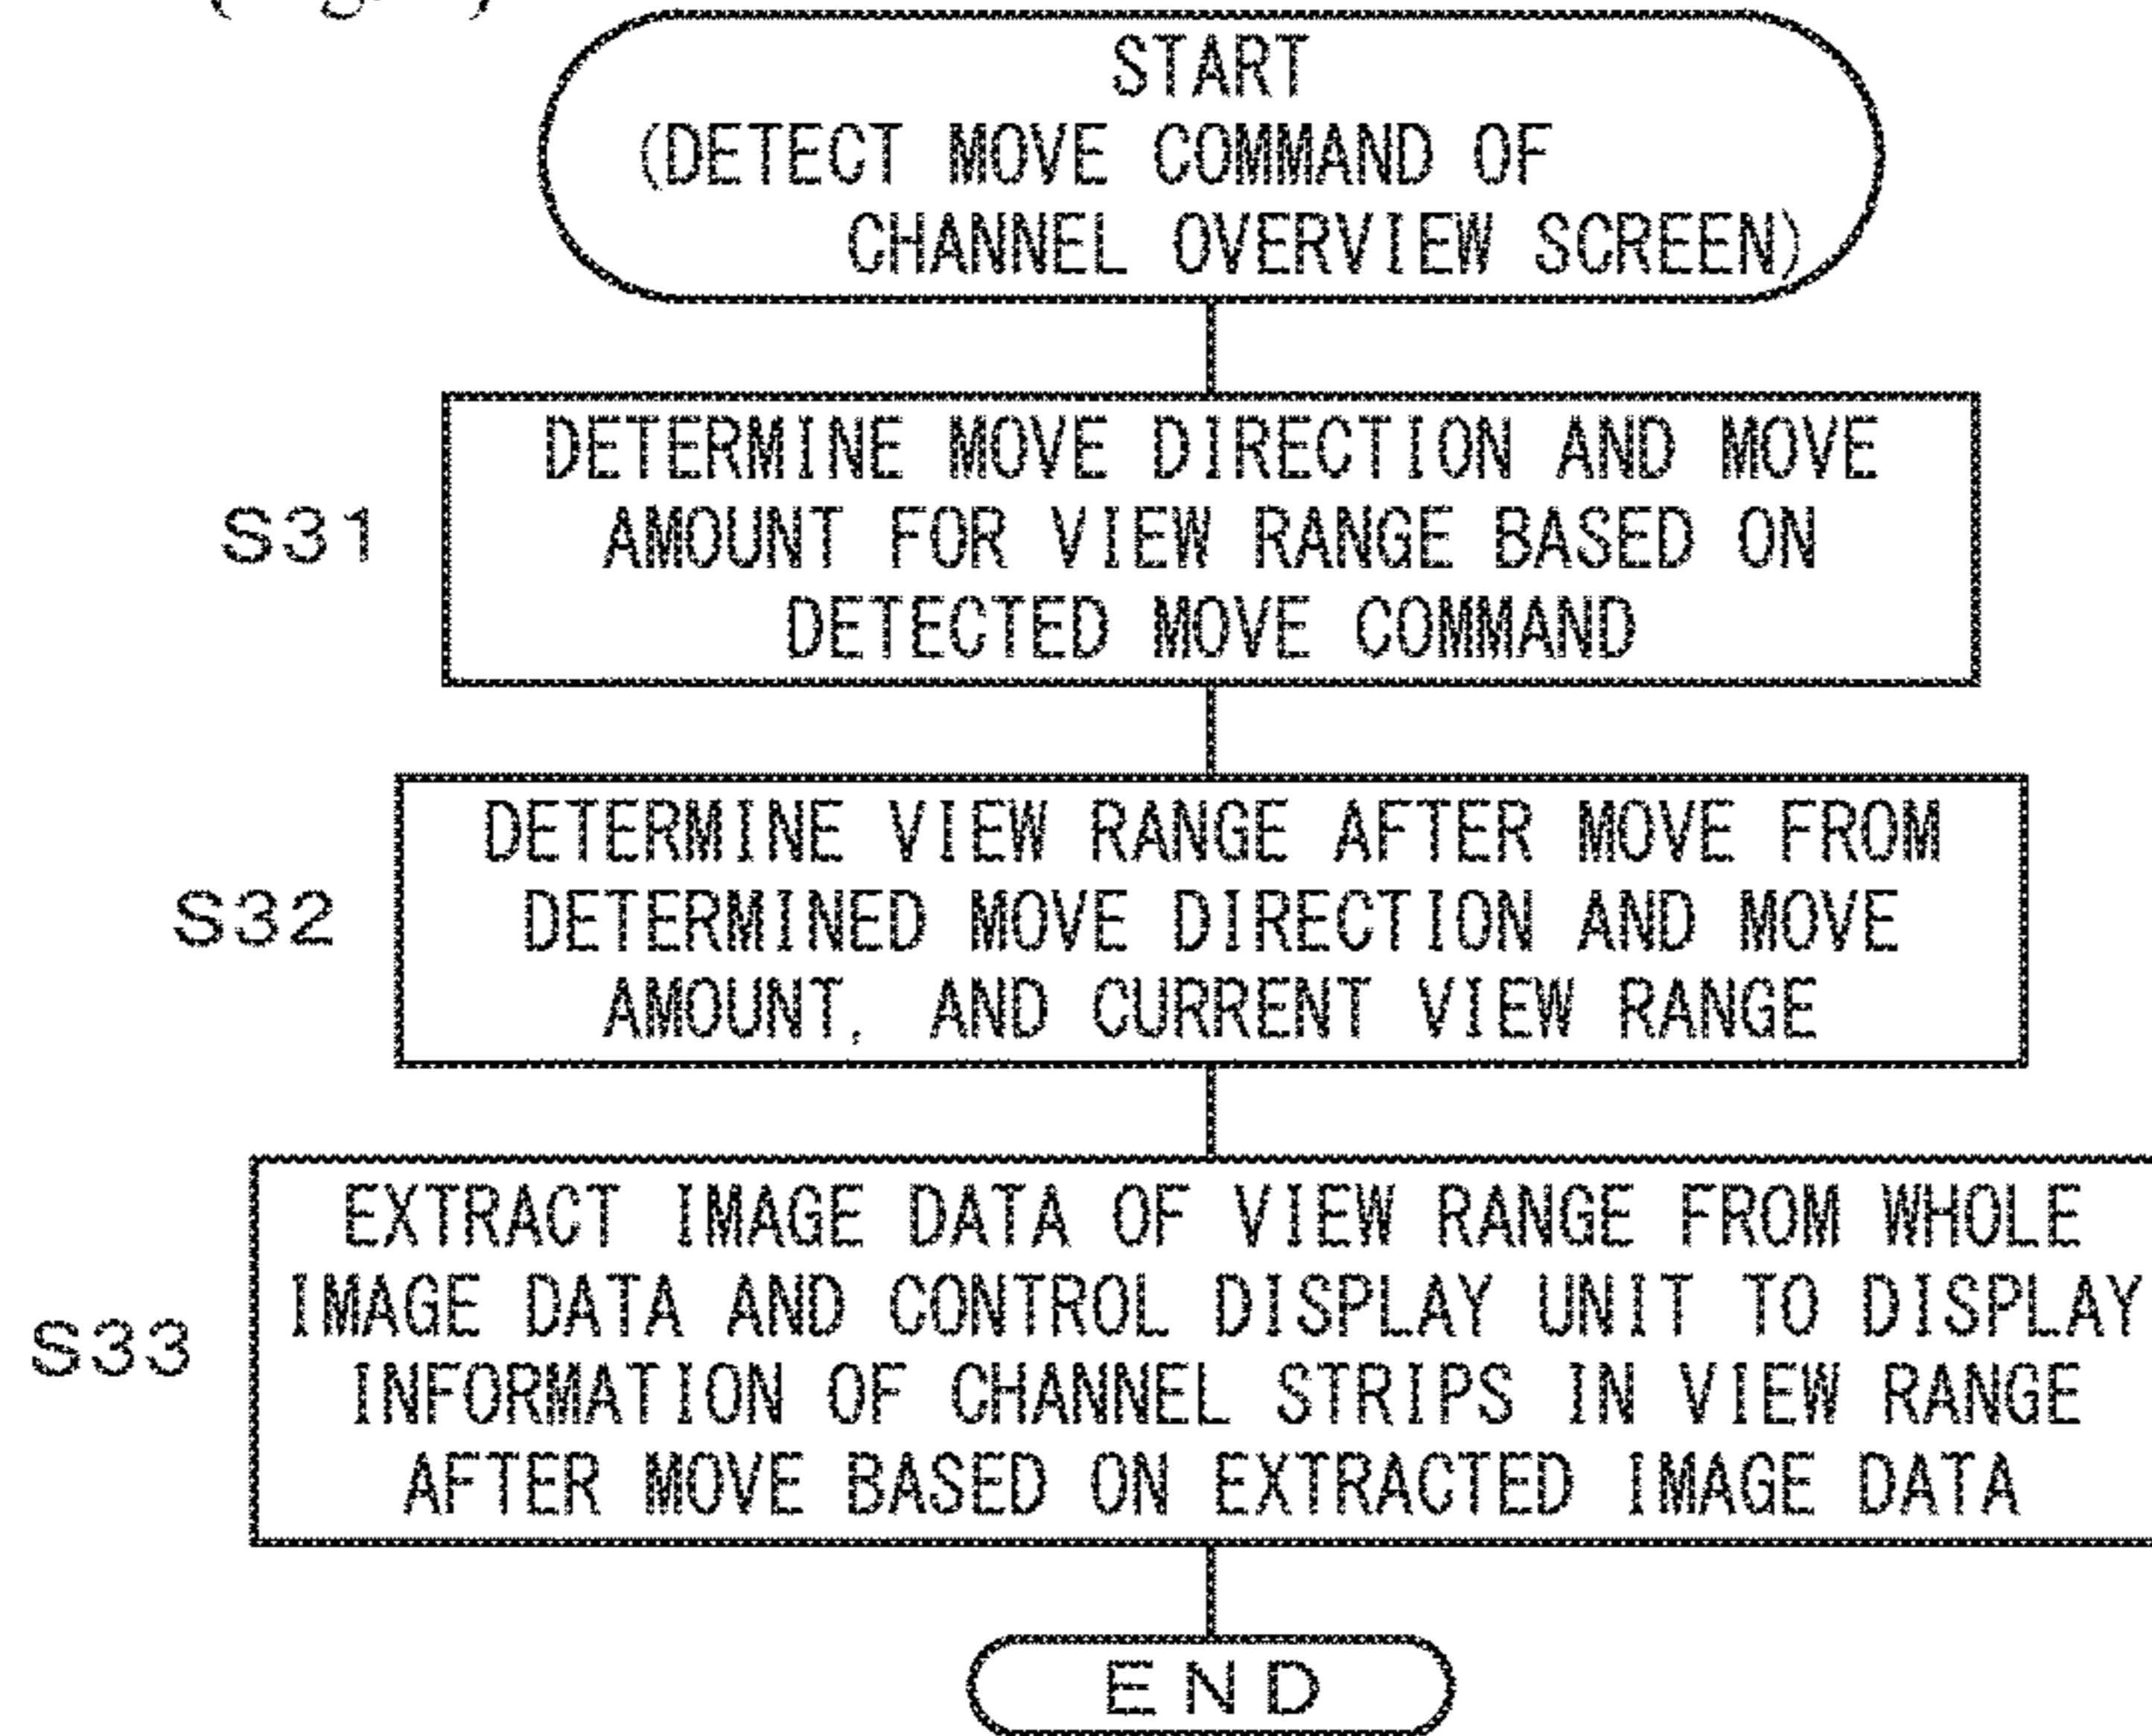 START
(DETECT MOVE COMMAND OF
CHANNEL OVERVIEW SCREEN)
S31
DETERMINE MOVE DIRECTION AND MOVE
AMOUNT FOR VIEW RANGE BASED ON
DETECTED MOVE COMMAND
S32
DETERMINE VIEW RANGE AFTER MOVE FROM
DETERMINED MOVE DIRECTION AND MOVE
AMOUNT, AND CURRENT VIEW RANGE
S33
EXTRACT IMAGE DATA OF VIEW RANGE FROM WHOLE
IMAGE DATA AND CONTROL DISPLAY UNIT TO DISPLAY
INFORMATION OF CHANNEL STRIPS IN VIEW RANGE
AFTER MOVE BASED ON EXTRACTED IMAGE DATA
END